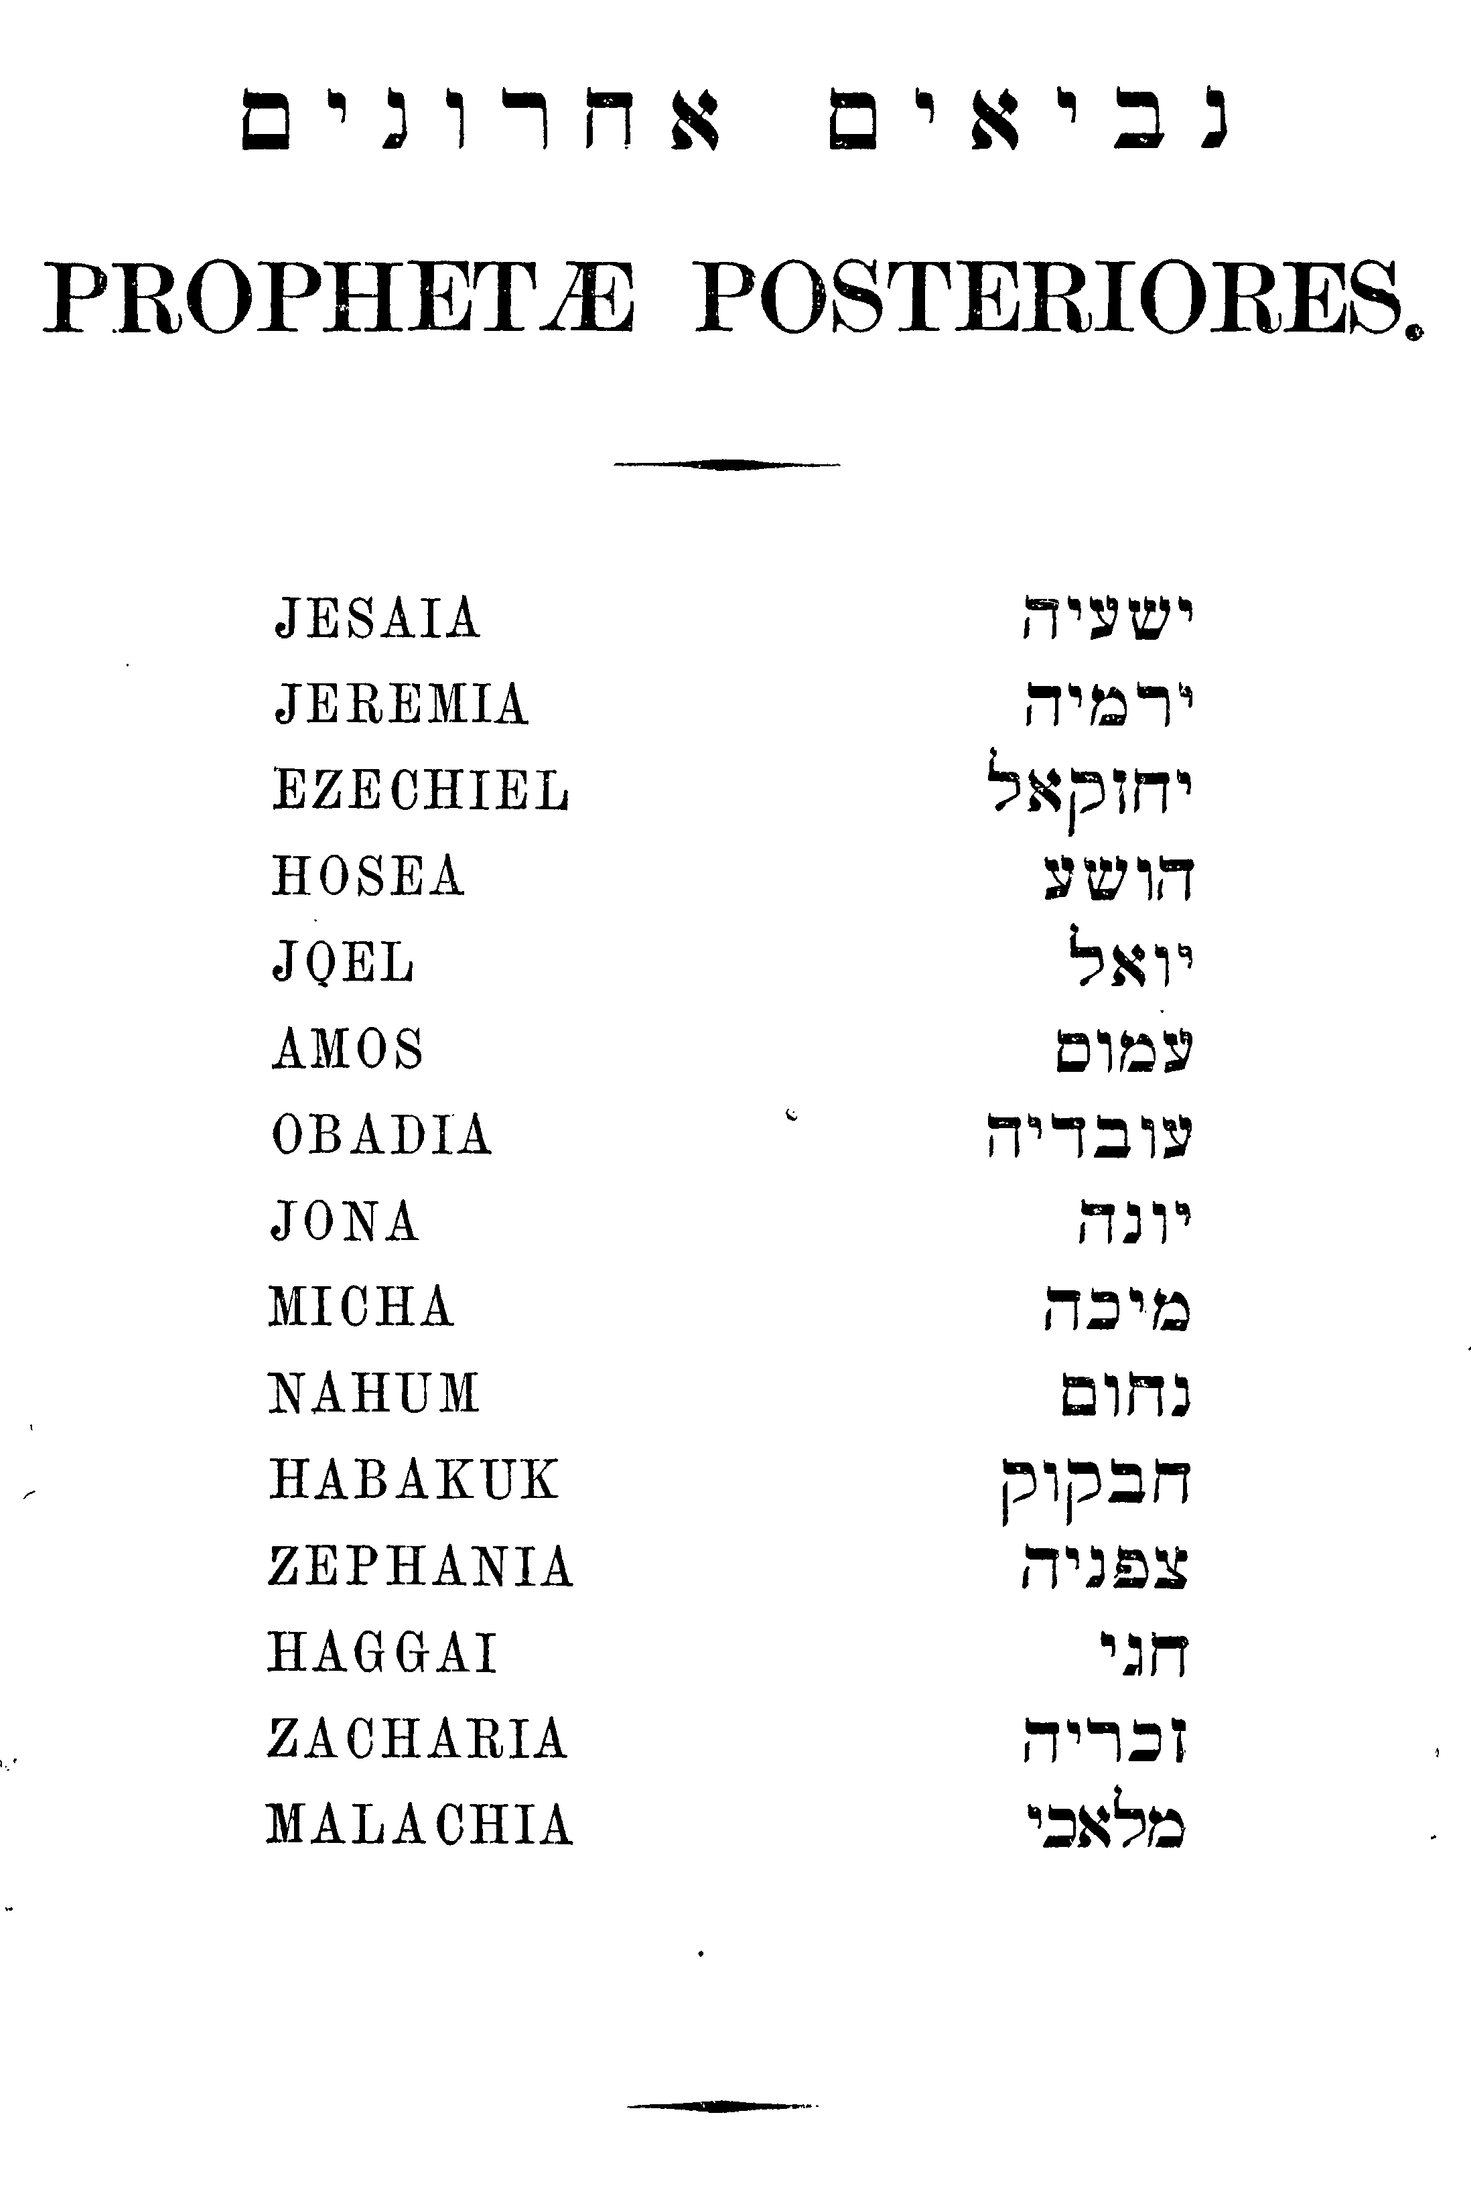 נביאים אחרונים
PROPHETÆ POSTERIORES.
JESAIA ישעיה
JEREMIA ירמיה
EZECHIEL יחזקאל
HOSEA הושע
JOEL יואל
AMOS עמוס
OBADIA עובדיה
JONA יונה
MICHA מיכה
NAHUM נחום
HABAKUK חבקוק
ZEPHANIA צפניה
HAGGAI חגי
ZACHARIA זכריה
MALACHIA מלאכי